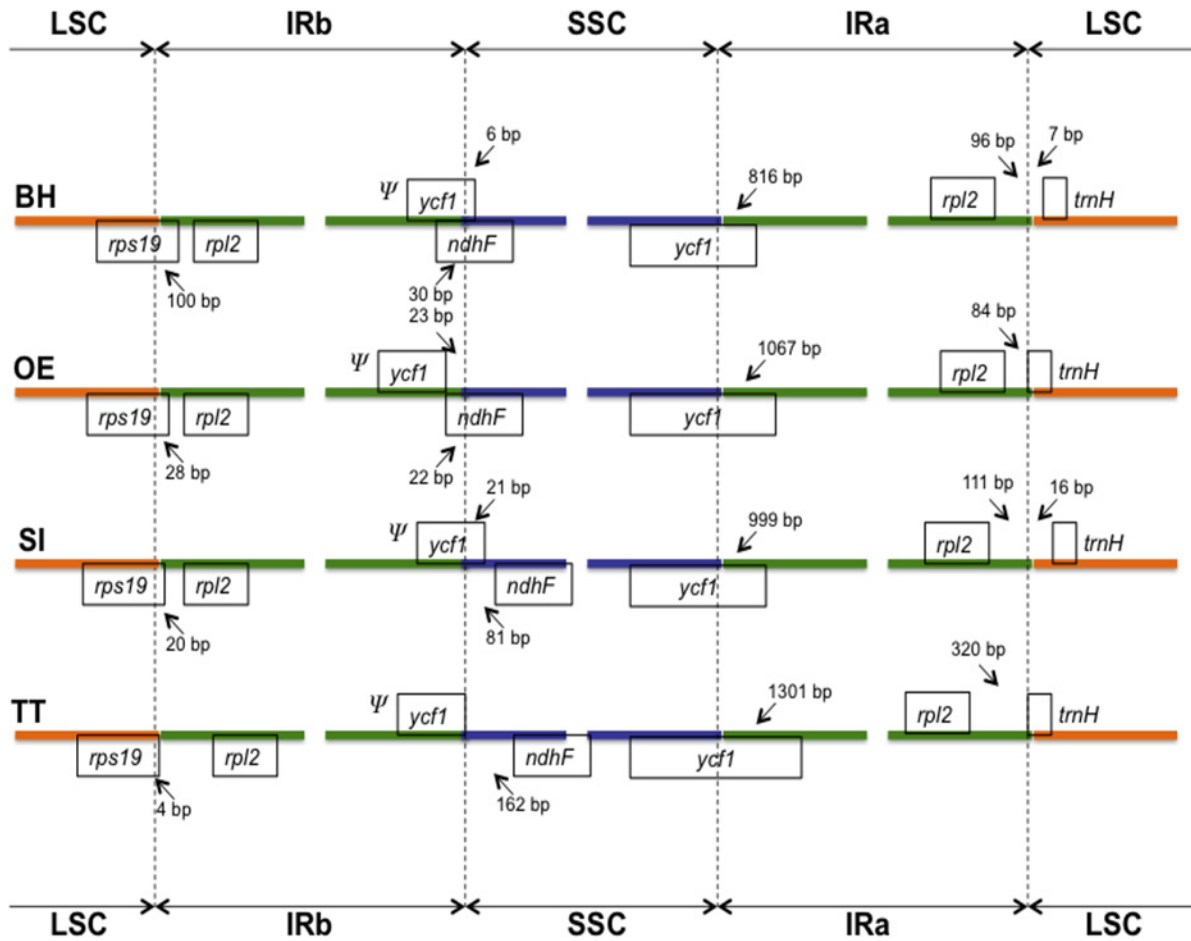 LSC IRb SSC IRa LSC
6 bp
96 bp 7 bp
816 bp
BH Ψ ycf1 rpl2 trnH
rps19 rpl2 ndhF ycf1
100 bp 30 bp
23 bp 84 bp
1067 bp
OE Ψ ycf1 rpl2 trnH
rps19 rpl2 ndhF ycf1
28 bp 22 bp
21 bp 111 bp 16 bp
999 bp
SI Ψ ycf1 rpl2 trnH
rps19 rpl2 ndhF ycf1
20 bp 81 bp
320 bp
1301 bp
TT Ψ ycf1 rpl2 trnH
rps19 rpl2 ndhF ycf1
4 bp 162 bp
LSC IRb SSC IRa LSC